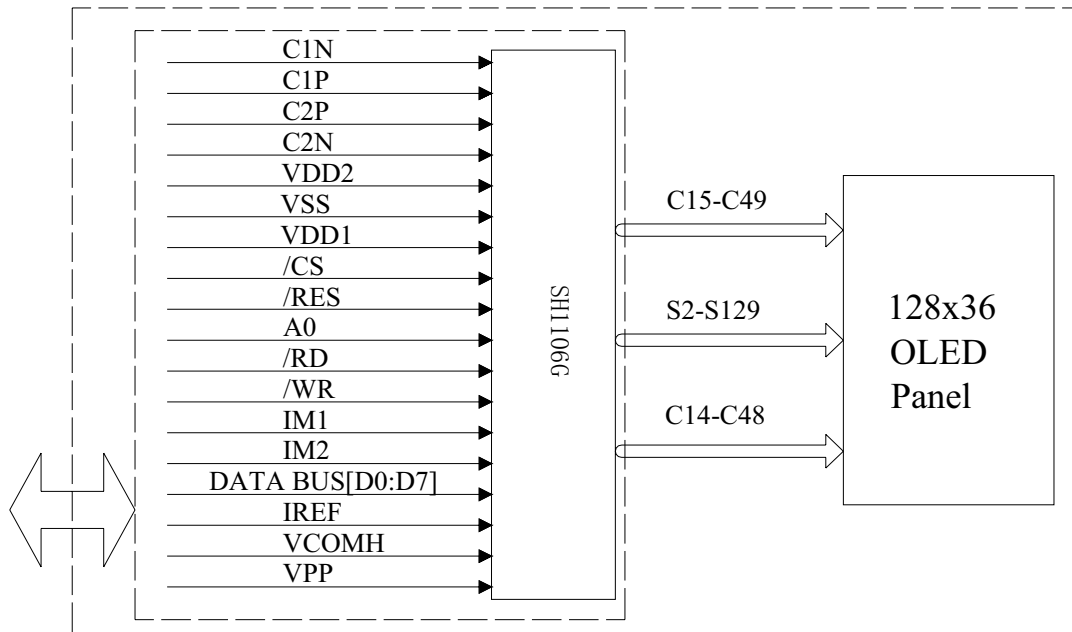 C1N
C1P
C2P
C2N
VDD2
VSS
VDD1
/CS
/RES
A0
/RD
/WR
IM1
IM2
DATA BUS[D0:D7]
IREF
VCOMH
VPP
SH1106G
C15-C49
S2-S129
C14-C48
128x36
OLED
Panel